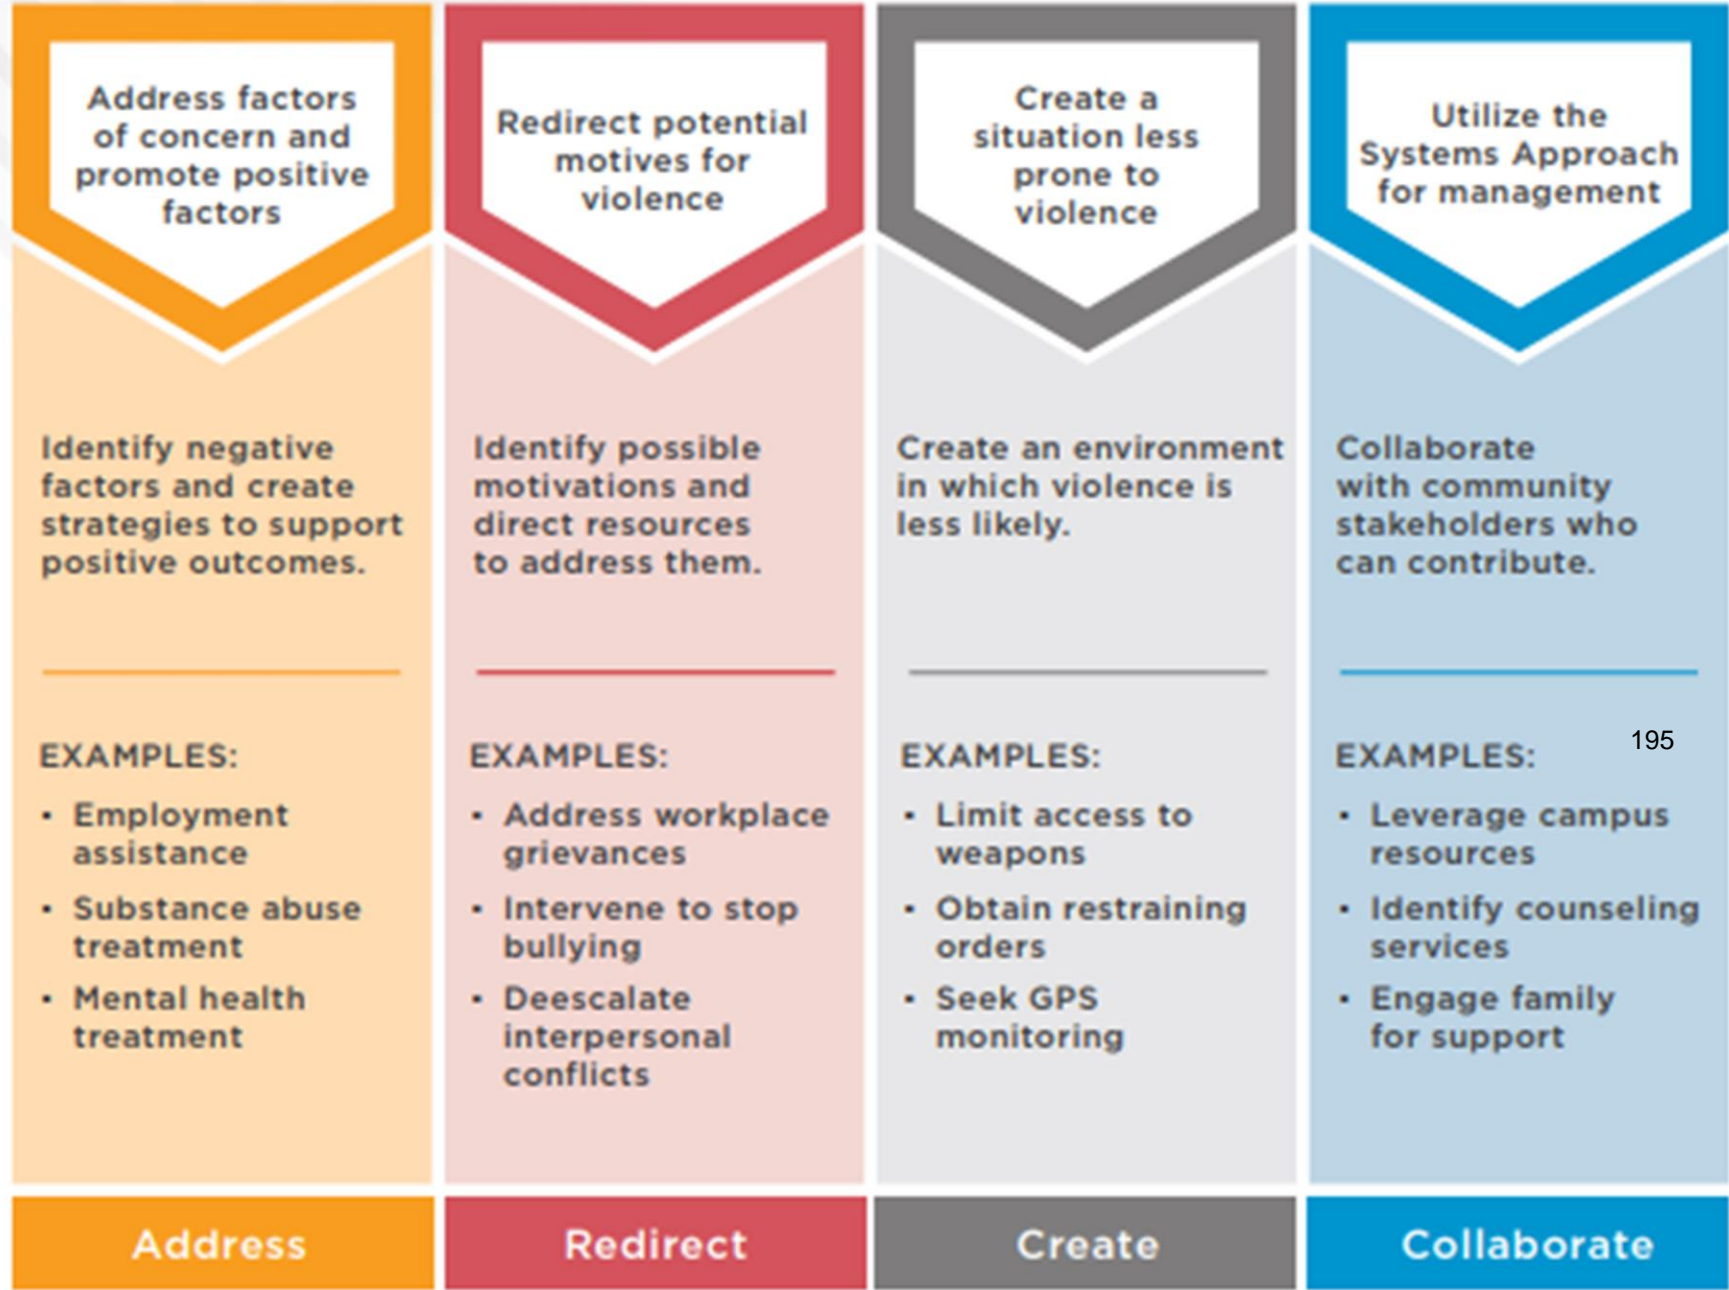 Address factors
of concern and
promote positive
factors
Identify negative
factors and create
strategies to support
positive outcomes.
EXAMPLES:
▪ Employment
assistance
▪ Substance abuse
treatment
▪ Mental health
treatment
Address
Redirect potential
motives for
violence
Identify possible
motivations and
direct resources
to address them.
EXAMPLES:
▪ Address workplace
grievances
▪ Intervene to stop
bullying
▪ Deescalate
interpersonal
conflicts
Redirect
Create a
situation less
prone to
violence
Create an environment
in which violence is
less likely.
EXAMPLES:
▪ Limit access to
weapons
▪ Obtain restraining
orders
▪ Seek GPS
monitoring
Create
Utilize the
Systems Approach
for management
Collaborate
with community
stakeholders who
can contribute.
195
EXAMPLES:
▪ Leverage campus
resources
▪ Identify counseling
services
▪ Engage family
for support
Collaborate